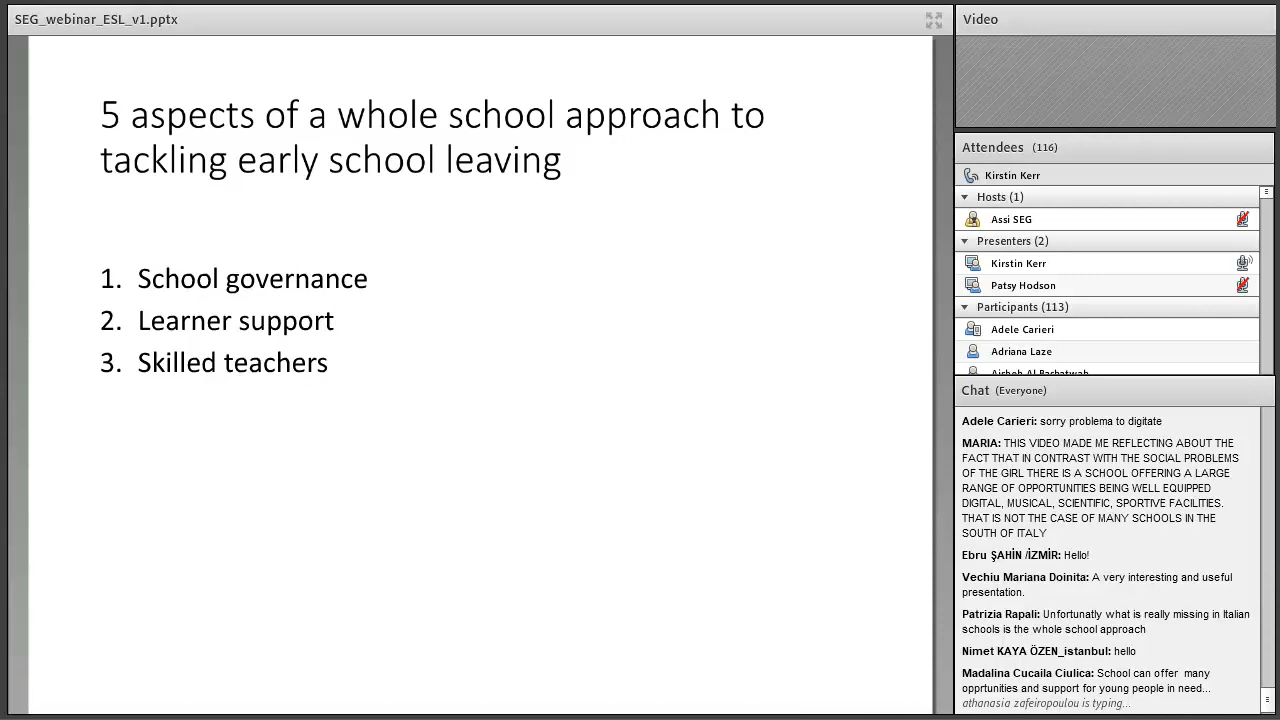 SEG_webinar_ESL_v1.pptx
5 aspects of a whole school approach to
tackling early school leaving
1. School governance
2. Learner support
3. Skilled teachers
Video
Attendees (116)
Kirstin Kerr
Hosts (1)
Assi SEG
Presenters (2)
Kirstin Kerr
Patsy Hodson
Participants (113)
Adele Carieri
Adriana Laze
Chat (Everyone)
Adele Carieri: sorry problema to digitate
MARIA: THIS VIDEO MADE ME REFLECTING ABOUT THE
FACT THAT IN CONTRAST WITH THE SOCIAL PROBLEMS
OF THE GIRL THERE IS A SCHOOL OFFERING A LARGE
RANGE OF OPPORTUNITIES BEING WELL EQUIPPED
DIGITAL, MUSICAL, SCIENTIFIC, SPORTIVE FACILITIES.
THAT IS NOT THE CASE OF MANY SCHOOLS IN THE
SOUTH OF ITALY
Ebru ŞAHİN /İZMİR: Hello!
Vechiu Mariana Doinita: A very interesting and useful
presentation.
Patrizia Rapali: Unfortunatly what is really missing in Italian
schools is the whole school approach
Nimet KAYA ÖZEN_istanbul: hello
Madalina Cucaila Ciulica: School can offer many
opprtunities and support for young people in need...
athanasia zafeiropoulou is typing...